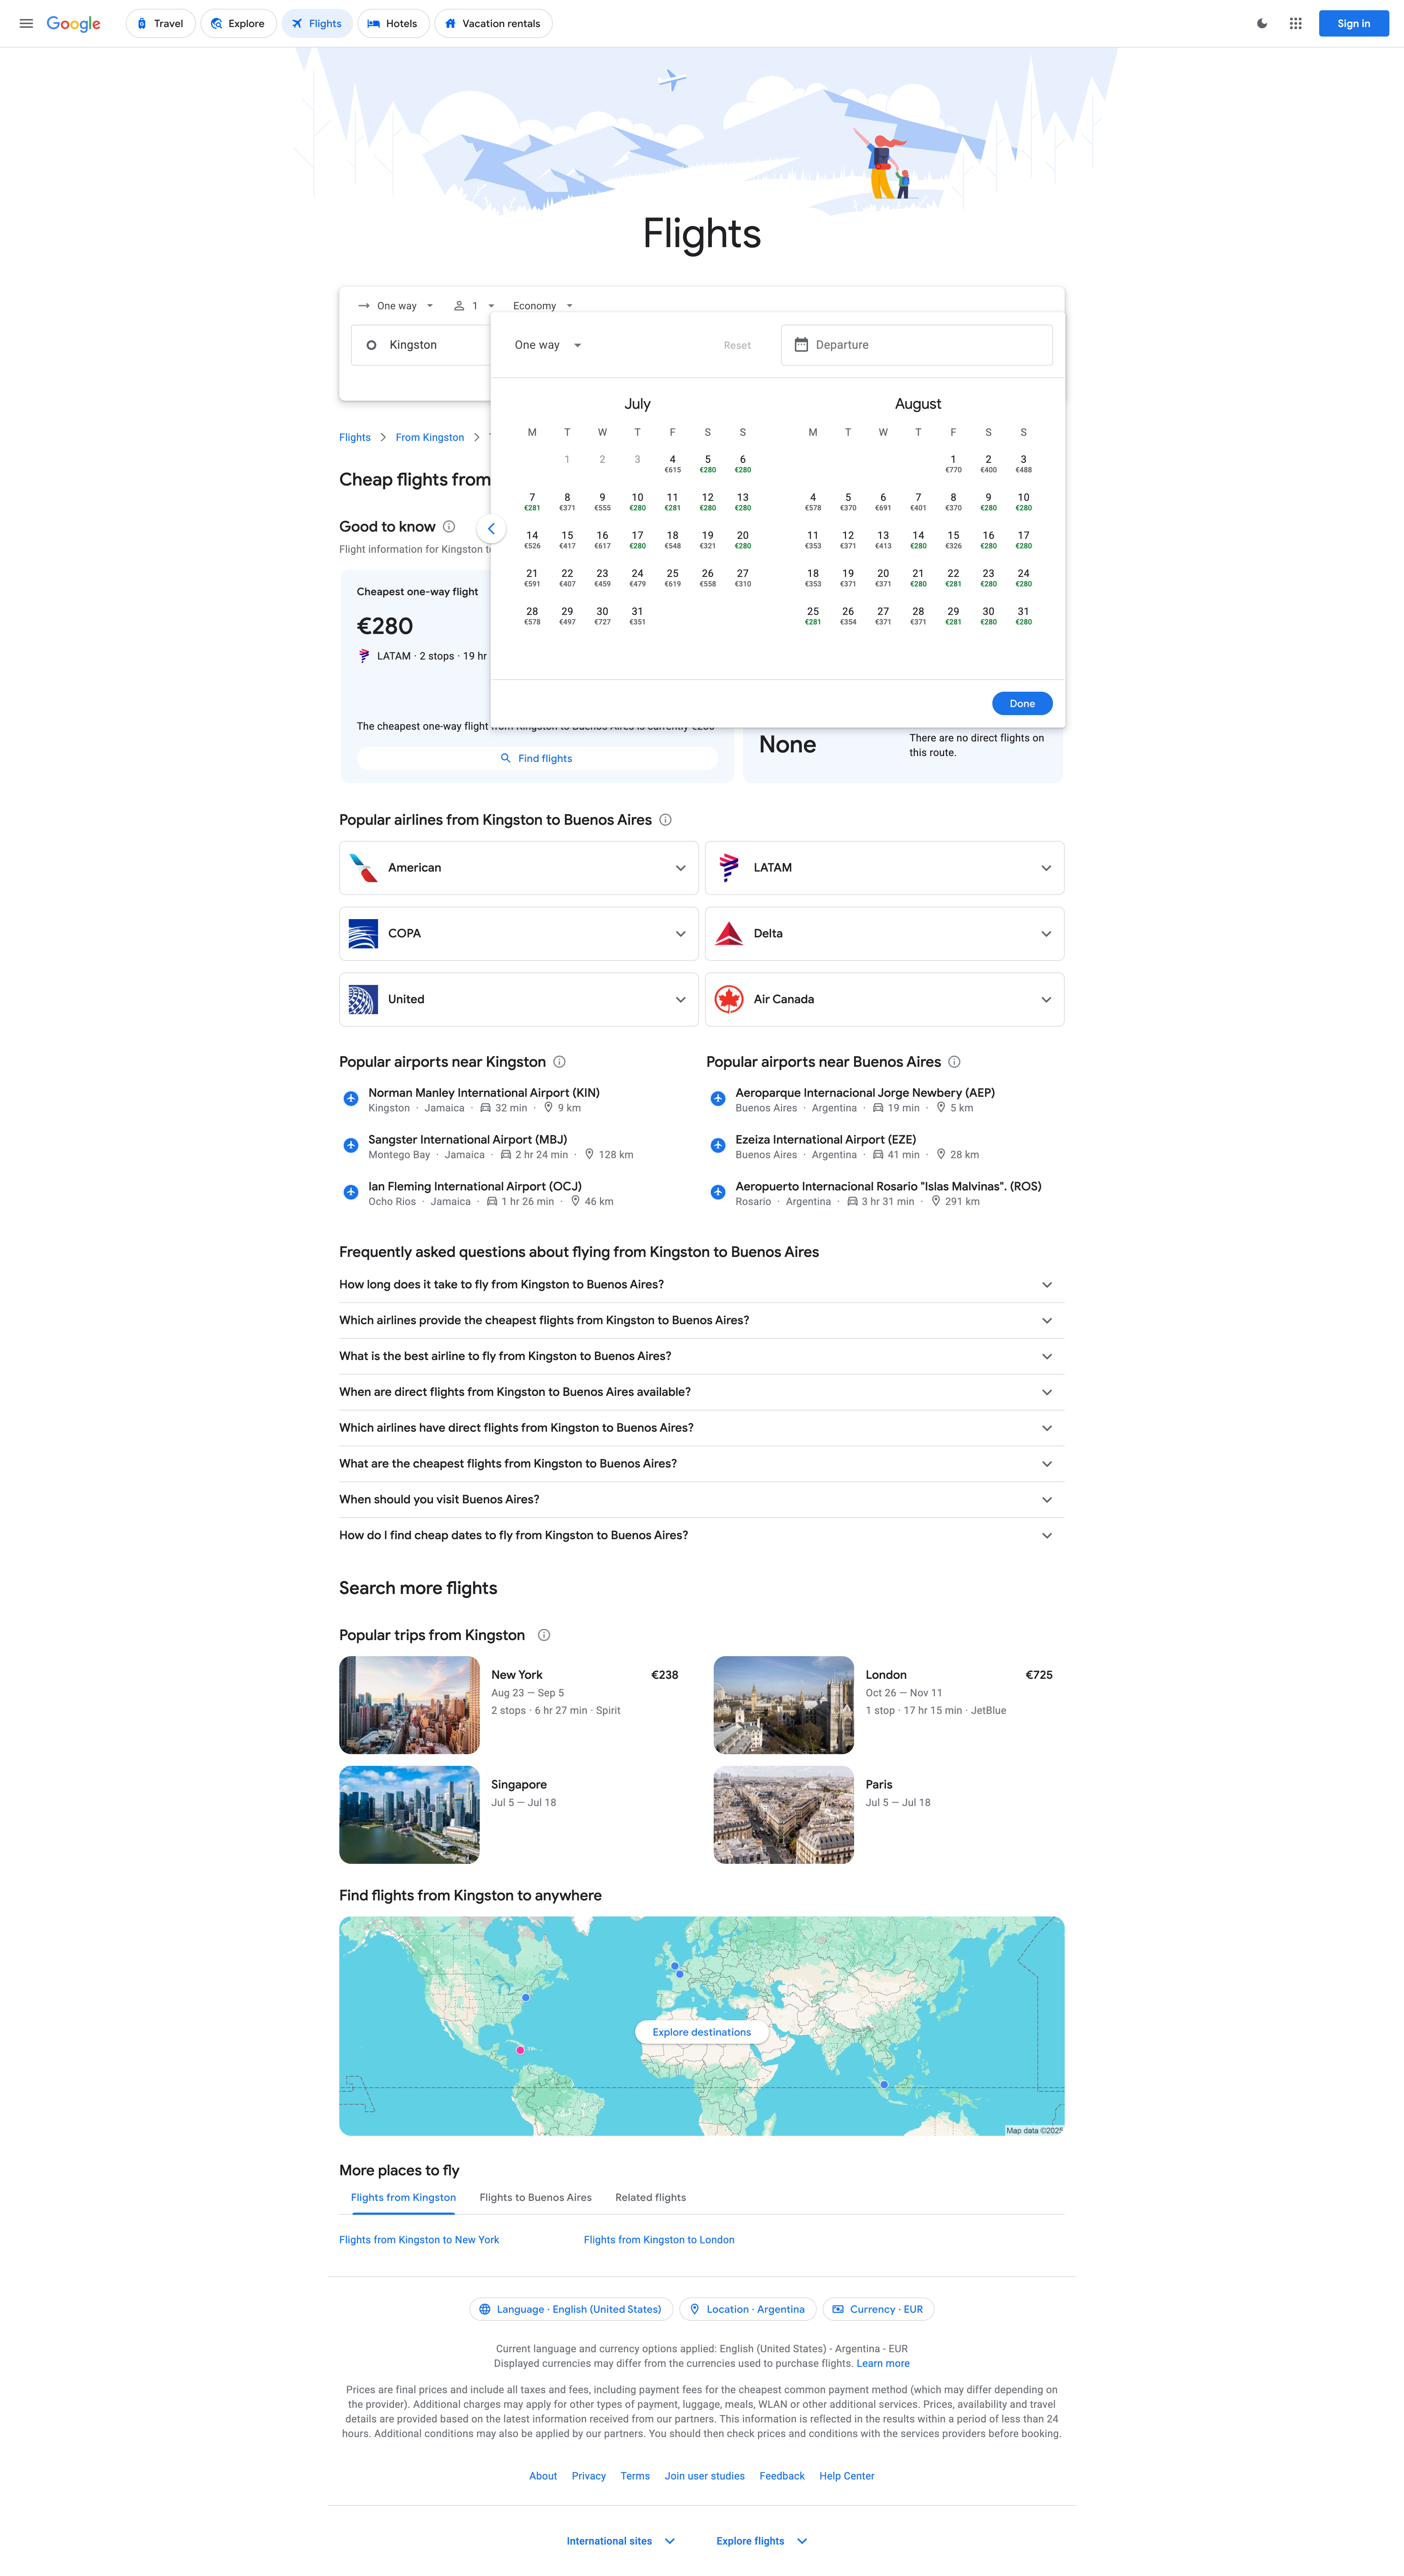 Google
Travel
Explore
Flights
Hotels
Vacation rentals
Sign in
Flights
One way
1
Economy
Kingston
One way
Reset
Departure
July
M T W T F S S
1 2 3 4 5 6
€615 €280 €280
7 8 9 10 11 12 13
€281 €371 €555 €280 €281 €280 €280
14 15 16 17 18 19 20
€526 €417 €617 €280 €548 €321 €280
21 22 23 24 25 26 27
€591 €407 €459 €479 €619 €558 €310
28 29 30 31
€578 €497 €727 €351
August
M T W T F S S
1 2 3
€770 €400 €488
4 5 6 7 8 9 10
€578 €370 €691 €401 €370 €280 €280
11 12 13 14 15 16 17
€353 €371 €413 €280 €326 €280 €280
18 19 20 21 22 23 24
€353 €371 €371 €280 €281 €280 €280
25 26 27 28 29 30 31
€281 €354 €371 €371 €281 €280 €280
Done
Flights
From Kingston
Cheap flights from
Good to know
Flight information for Kingston
Cheapest one-way flight
€280
LATAM · 2 stops · 19 hr
The cheapest one-way flight from Kingston to Buenos Aires is currently €280
Find flights
None
There are no direct flights on
this route.
Popular airlines from Kingston to Buenos Aires
American
LATAM
COPA
Delta
United
Air Canada
Popular airports near Kingston
Norman Manley International Airport (KIN)
Kingston · Jamaica · 32 min · 9 km
Sangster International Airport (MBJ)
Montego Bay · Jamaica · 2 hr 24 min · 128 km
Ian Fleming International Airport (OCJ)
Ocho Rios · Jamaica · 1 hr 26 min · 46 km
Popular airports near Buenos Aires
Aeroparque Internacional Jorge Newbery (AEP)
Buenos Aires · Argentina · 19 min · 5 km
Ezeiza International Airport (EZE)
Buenos Aires · Argentina · 41 min · 28 km
Aeropuerto Internacional Rosario "Islas Malvinas". (ROS)
Rosario · Argentina · 3 hr 31 min · 291 km
Frequently asked questions about flying from Kingston to Buenos Aires
How long does it take to fly from Kingston to Buenos Aires?
Which airlines provide the cheapest flights from Kingston to Buenos Aires?
What is the best airline to fly from Kingston to Buenos Aires?
When are direct flights from Kingston to Buenos Aires available?
Which airlines have direct flights from Kingston to Buenos Aires?
What are the cheapest flights from Kingston to Buenos Aires?
When should you visit Buenos Aires?
How do I find cheap dates to fly from Kingston to Buenos Aires?
Search more flights
Popular trips from Kingston
New York €238
Aug 23 — Sep 5
2 stops · 6 hr 27 min · Spirit
London €725
Oct 26 — Nov 11
1 stop · 17 hr 15 min · JetBlue
Singapore
Jul 5 — Jul 18
Paris
Jul 5 — Jul 18
Find flights from Kingston to anywhere
Explore destinations
Map data ©2025
More places to fly
Flights from Kingston
Flights to Buenos Aires
Related flights
Flights from Kingston to New York
Flights from Kingston to London
Language · English (United States)
Location · Argentina
Currency · EUR
Current language and currency options applied: English (United States) - Argentina - EUR
Displayed currencies may differ from the currencies used to purchase flights. Learn more
Prices are final prices and include all taxes and fees, including payment fees for the cheapest common payment method (which may differ depending on
the provider). Additional charges may apply for other types of payment, luggage, meals, WLAN or other additional services. Prices, availability and travel
details are provided based on the latest information received from our partners. This information is reflected in the results within a period of less than 24
hours. Additional conditions may also be applied by our partners. You should then check prices and conditions with the services providers before booking.
About
Privacy
Terms
Join user studies
Feedback
Help Center
International sites
Explore flights